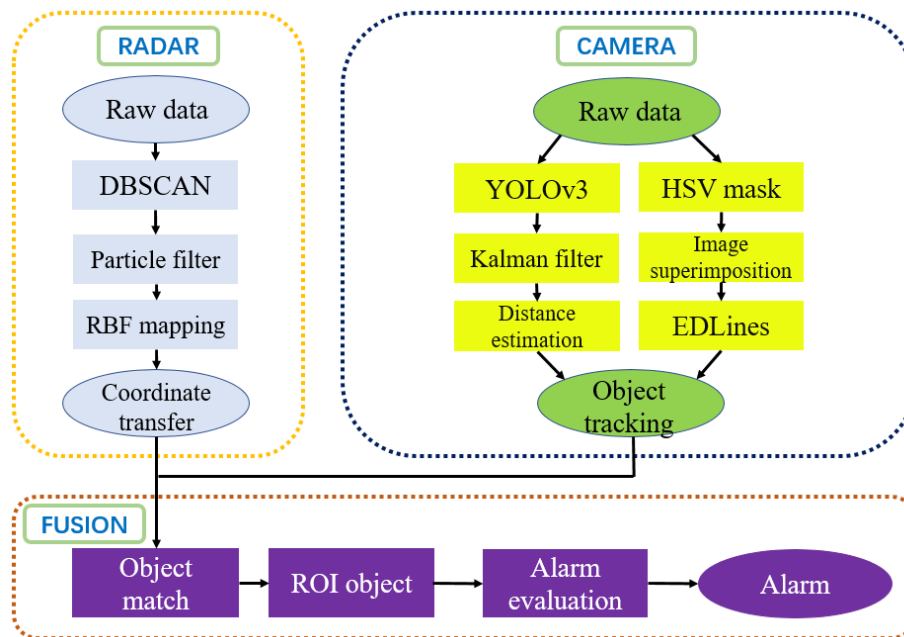 RADAR
Raw data
DBSCAN
Particle filter
RBF mapping
Coordinate
transfer
CAMERA
Raw data
YOLOv3
HSV mask
Kalman filter
Image
superimposition
Distance
estimation
EDLines
Object
tracking
FUSION
Object
match
ROI object
Alarm
evaluation
Alarm